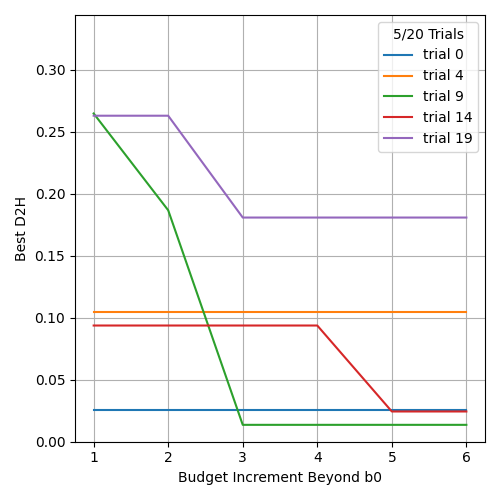 5/20 Trials
trial 0
trial 4
trial 9
trial 14
trial 19
Best D2H
0.30
0.25
0.20
0.15
0.10
0.05
0.00
1 2 3 4 5 6
Budget Increment Beyond b0